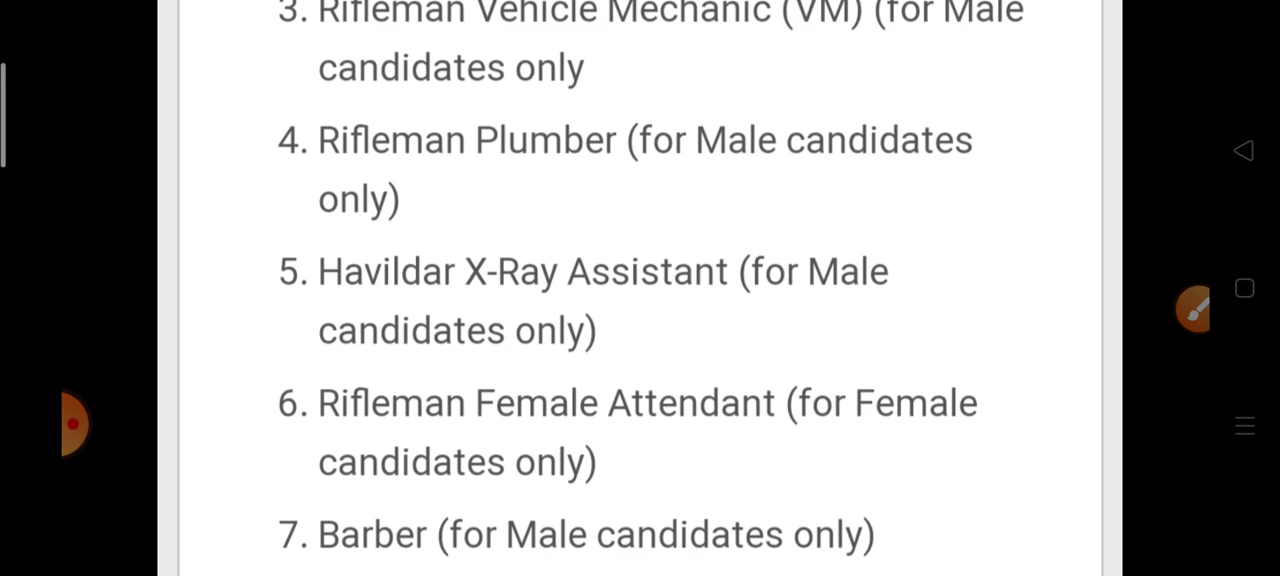 3. Rifleman Vehicle Mechanic (VM) (for Male
candidates only
4. Rifleman Plumber (for Male candidates
only)
5. Havildar X-Ray Assistant (for Male
candidates only)
6. Rifleman Female Attendant (for Female
candidates only)
7. Barber (for Male candidates only)